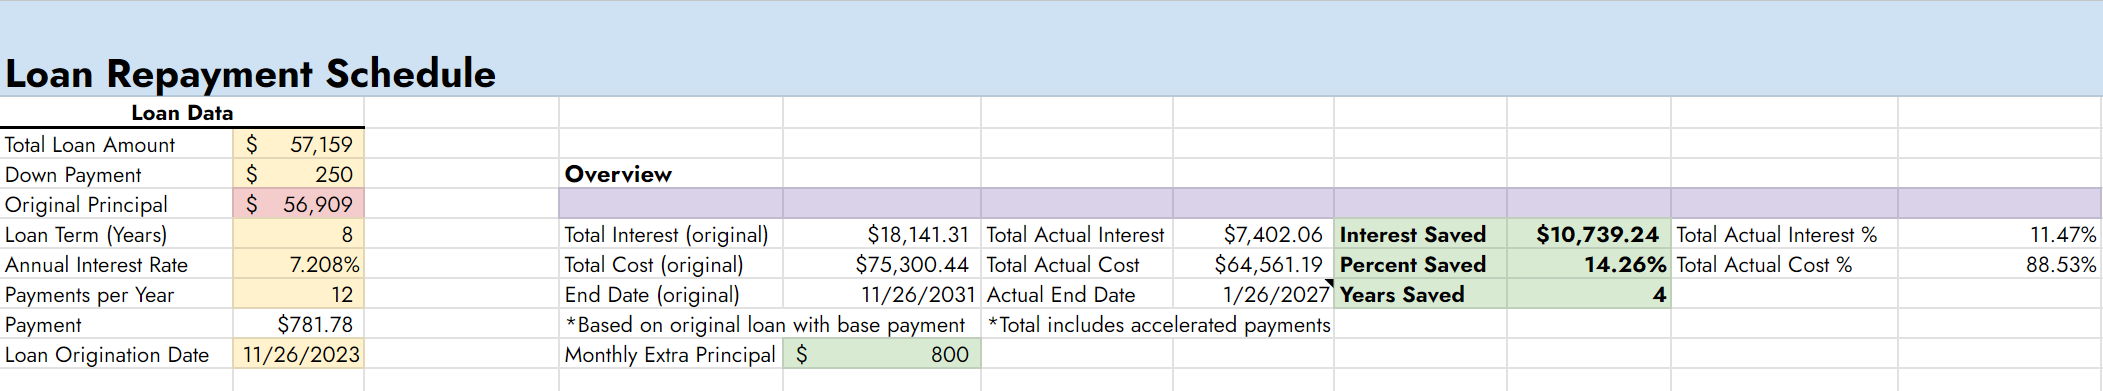 Loan Repayment Schedule
Loan Data
Total Loan Amount $ 57,159
Down Payment $ 250 Overview
Original Principal $ 56,909
Loan Term (Years) 8 Total Interest (original) $18,141.31 Total Actual Interest $7,402.06 Interest Saved $10,739.24 Total Actual Interest % 11.47%
Annual Interest Rate 7.208% Total Cost (original) $75,300.44 Total Actual Cost $64,561.19 Percent Saved 14.26% Total Actual Cost % 88.53%
Payments per Year 12 End Date (original) 11/26/2031 Actual End Date 1/26/2027 Years Saved 4
Payment $781.78 *Based on original loan with base payment *Total includes accelerated payments
Loan Origination Date 11/26/2023 Monthly Extra Principal $ 800